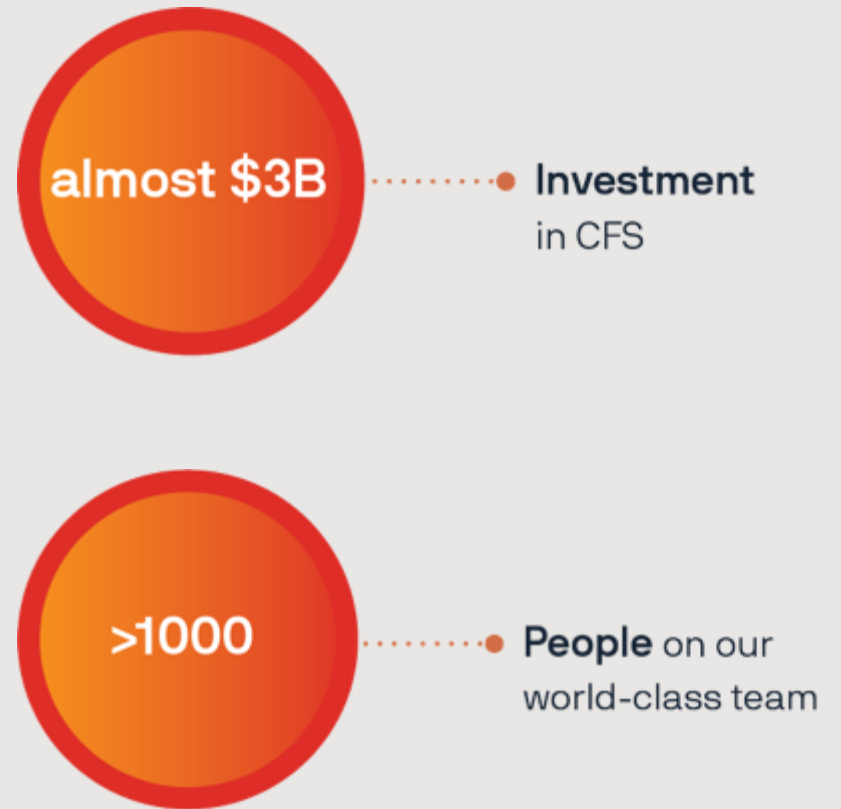 almost $3B
Investment
in CFS
>1000
People on our
world-class team